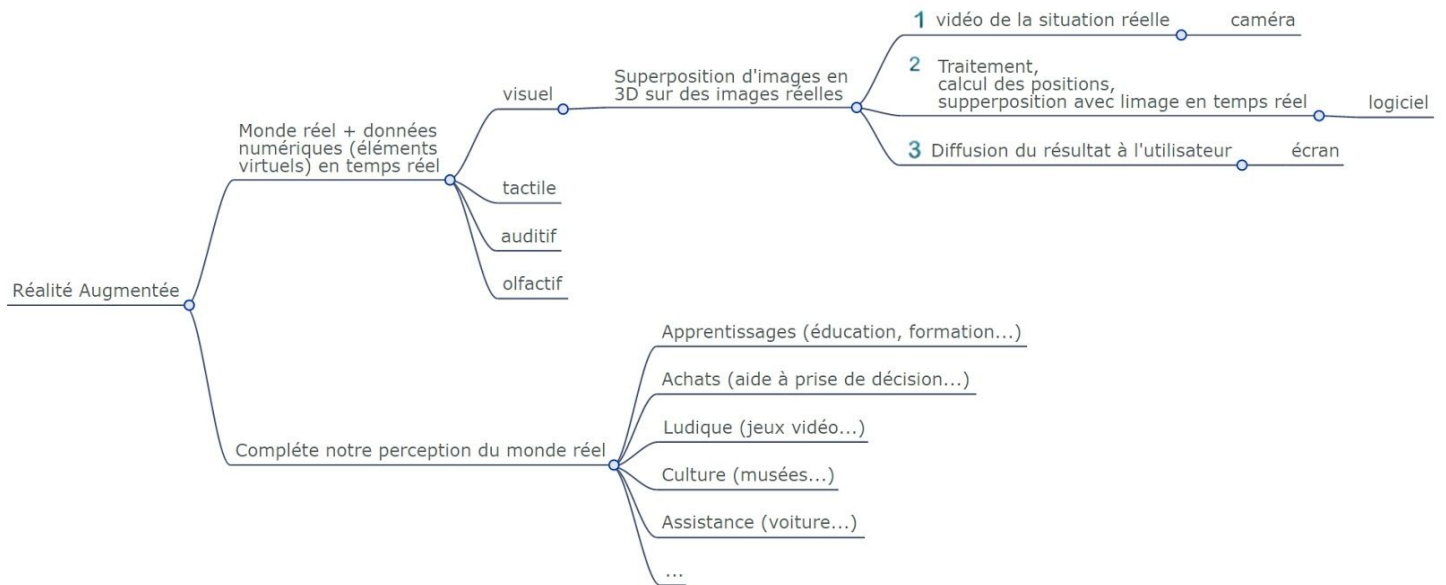 Réalité Augmentée
Monde réel + données
numériques (éléments
virtuels) en temps réel
visuel
Superposition d'images en
3D sur des images réelles
1 vidéo de la situation réelle
caméra
2 Traitement,
calcul des positions,
supperposition avec limage en temps réel
logiciel
3 Diffusion du résultat à l'utilisateur
écran
tactile
auditif
olfactif
Compléte notre perception du monde réel
Apprentissages (éducation, formation...)
Achats (aide à prise de décision...)
Ludique (jeux vidéo...)
Culture (musées...)
Assistance (voiture...)
...